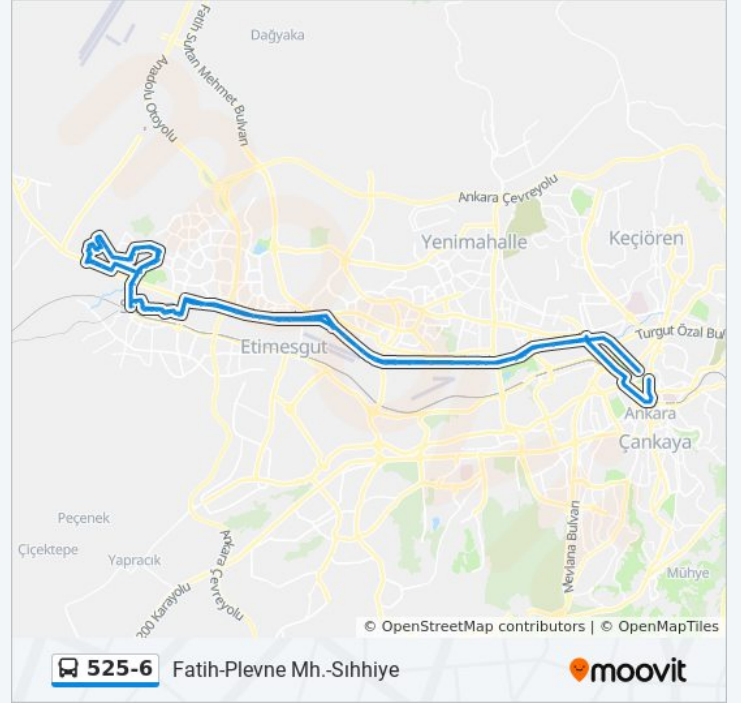 Dağyaka
Fatih Sultan Mehmet Bulvarı
Anadolu Otoyolu
Ankara Çevreyolu
Yenimahalle
Keçiören
Turgut Özal Bul
Etimesgut
Ankara
Çankaya
Peçenek
Çiçektepe
Yapracık
Ankara Çevreyolu
Nevlana Bulvarı
Mühye
200 Karayolu
© OpenStreetMap contributors | © OpenMapTiles
525-6 Fatih-Plevne Mh.-Sıhhiye
moovit